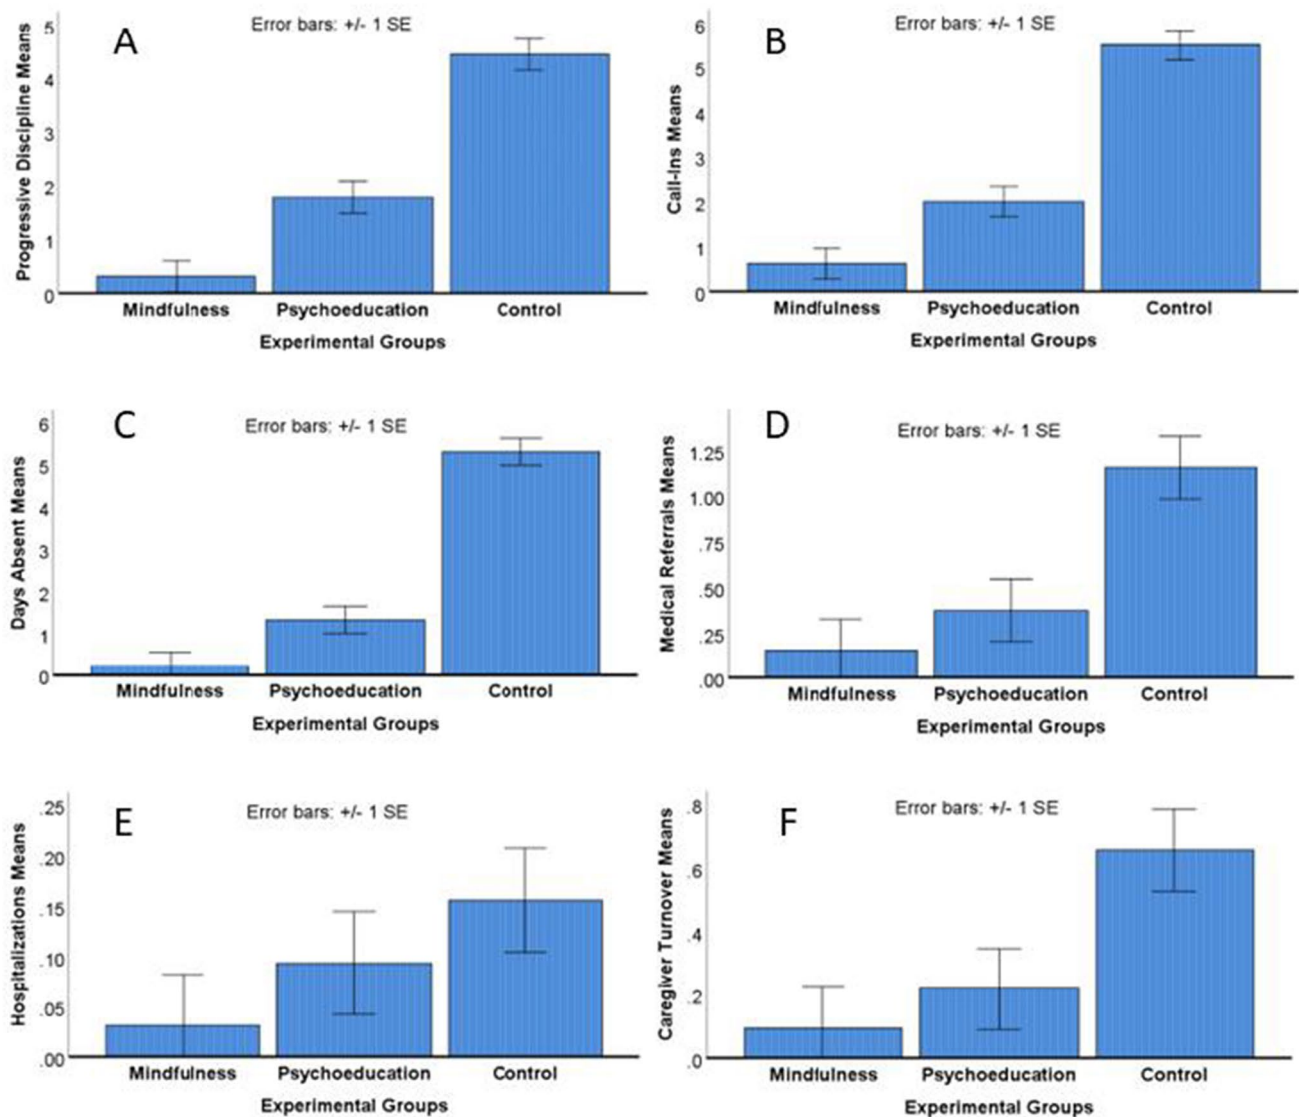 A
Error bars: +/- 1 SE
Progressive Discipline Means
5
4
3
2
1
0
Mindfulness
Psychoeducation
Control
Experimental Groups
B
Error bars: +/- 1 SE
Call-Ins Means
6
5
4
3
2
1
0
Mindfulness
Psychoeducation
Control
Experimental Groups
C
Error bars: +/- 1 SE
Days Absent Means
6
5
4
3
2
1
0
Mindfulness
Psychoeducation
Control
Experimental Groups
D
Error bars: +/- 1 SE
Medical Referrals Means
1.25
1.00
.75
.50
.25
.00
Mindfulness
Psychoeducation
Control
Experimental Groups
E
Error bars: +/- 1 SE
Hospitalizations Means
.25
.20
.15
.10
.05
.00
Mindfulness
Psychoeducation
Control
Experimental Groups
F
Error bars: +/- 1 SE
Caregiver Turnover Means
.8
.6
.4
.2
.0
Mindfulness
Psychoeducation
Control
Experimental Groups